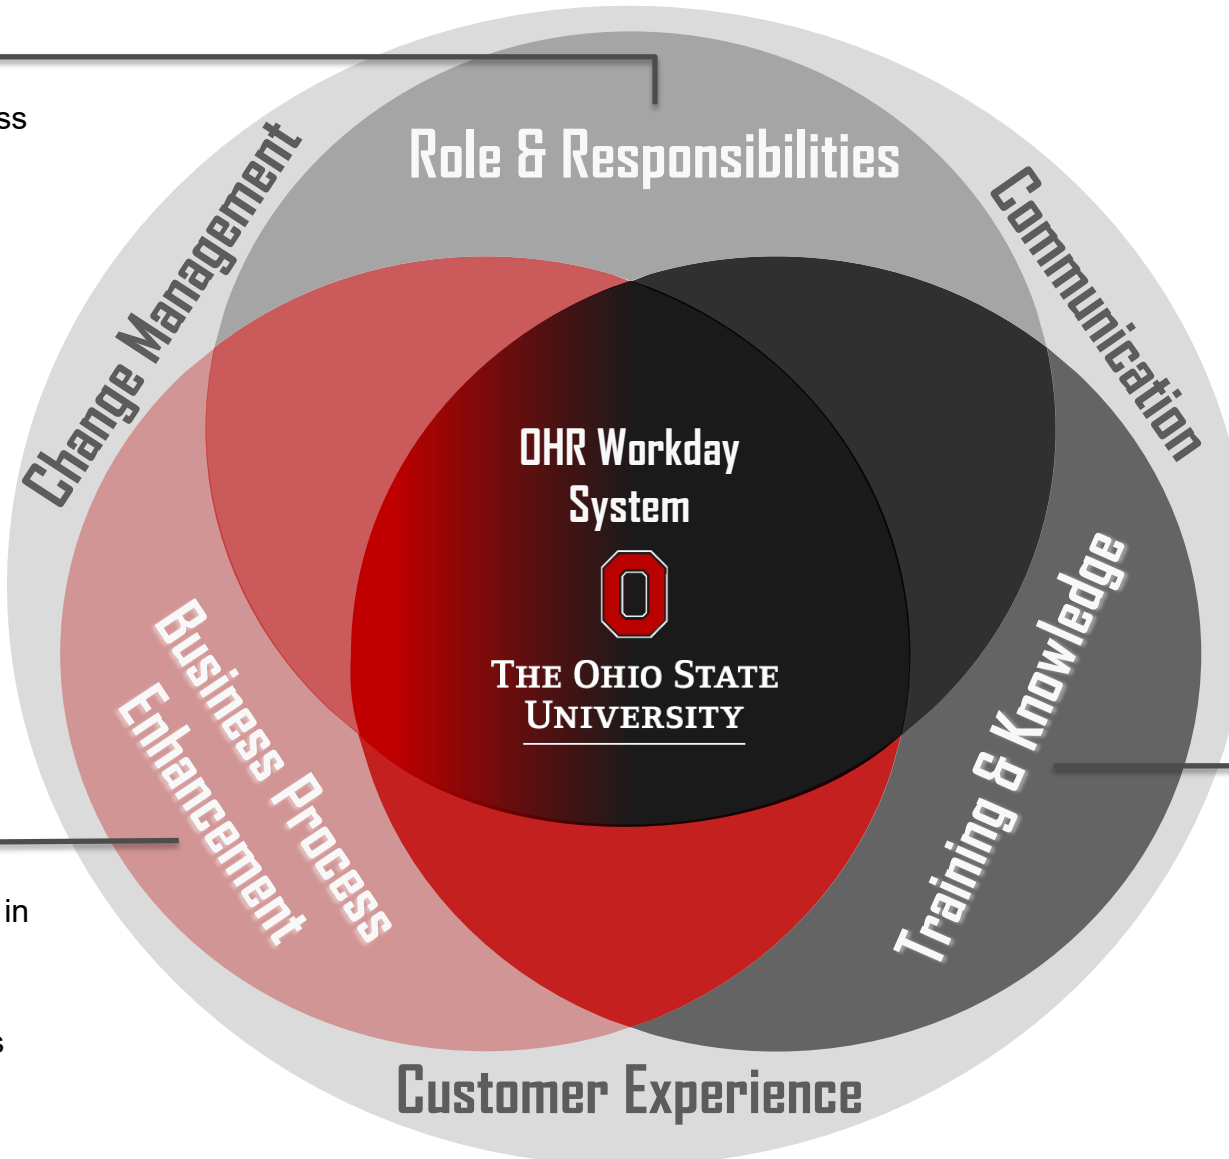 Role & Responsibilities
Change Management
Communication
OHR Workday
System
THE OHIO STATE
UNIVERSITY
Business Process
Enhancement
Training & Knowledge
in
Customer Experience